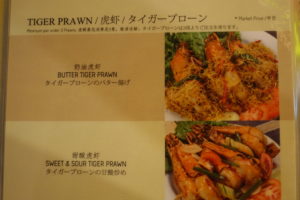 TIGER PRAWN / 虎虾 / タイガープローン
* Market Price / 时价
奶油虎虾
BUTTER TIGER PRAWN
タイガープローンのバター揚げ
甜酸虎虾
SWEET & SOUR TIGER PRAWN
タイガープローンの甘酸炒め